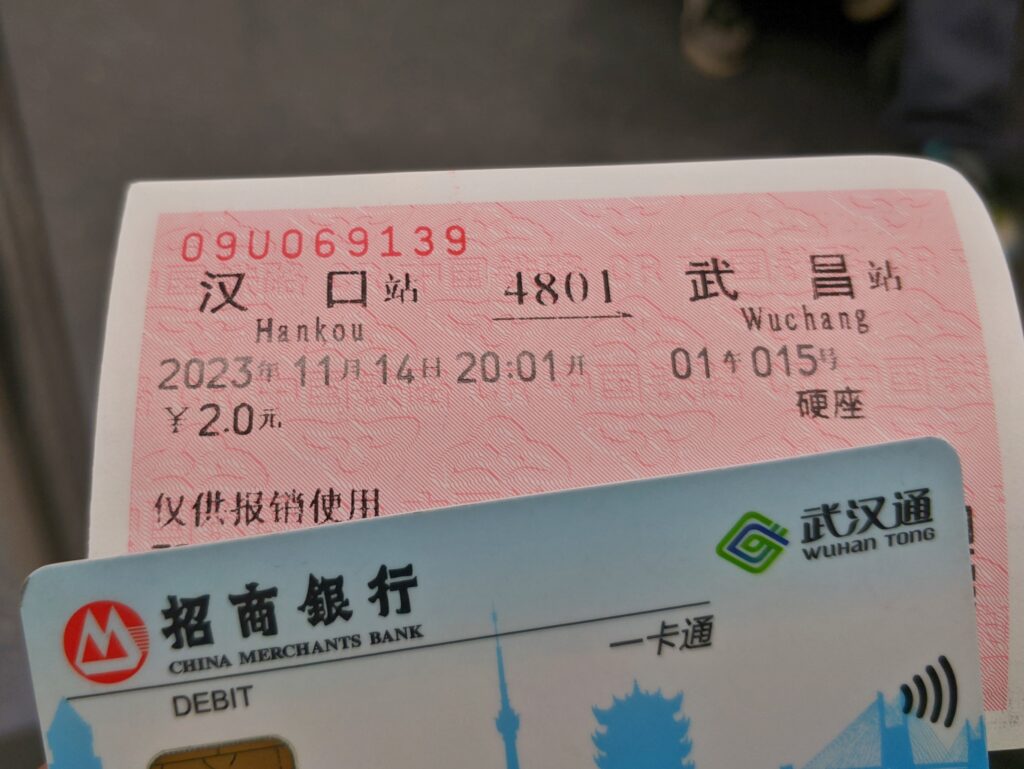 09U069139
汉口站 4801 武昌站
Hankou Wuchang
2023年11月14日20:01开 01车015号
￥2.0元 硬座
仅供报销使用
招商銀行 武汉通
CHINA MERCHANTS BANK WUHAN TONG
DEBIT 一卡通